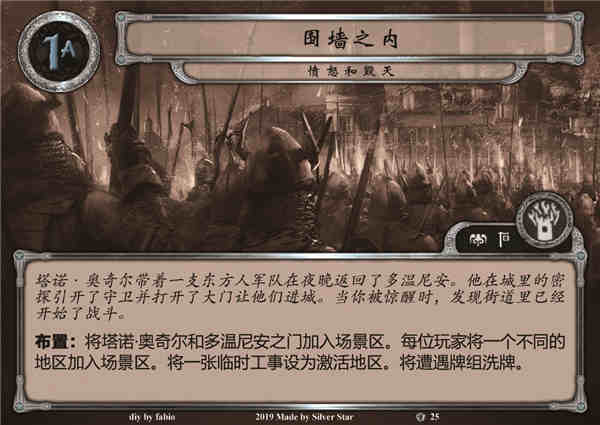 1A
围墙之内
愤怒和毁灭
塔诺·奥奇尔带着一支东方人军队在夜晚返回了多温尼安。他在城里的密
探引开了守卫并打开了大门让他们进城。当你被惊醒时,发现街道里已经
开始了战斗。
布置:将塔诺·奥奇尔和多温尼安之门加入场景区。每位玩家将一个不同的
地区加入场景区。将一张临时工事设为激活地区。将遭遇牌组洗牌。
diy by fabio
2019 Made by Silver Star
25